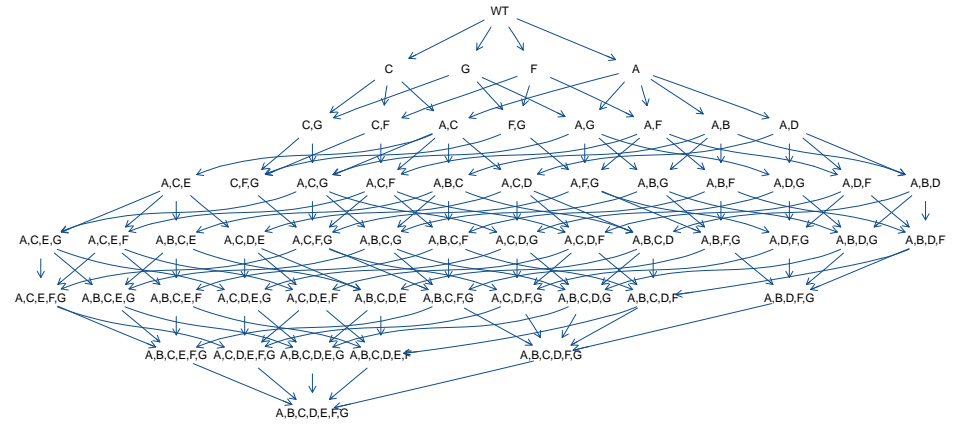 WT
C G F A
C,G C,F A,C F,G A,G A,F A,B A,D
A,C,E C,F,G A,C,G A,C,F A,B,C A,C,D A,F,G A,B,G A,B,F A,D,G A,D,F A,B,D
A,C,E,G A,C,E,F A,B,C,E A,C,D,E A,C,F,G A,B,C,G A,B,C,F A,C,D,G A,C,D,F A,B,C,D A,B,F,G A,D,F,G A,B,D,G A,B,D,F
A,C,E,F,G A,B,C,E,G A,B,C,E,F A,C,D,E,G A,C,D,E,F A,B,C,D,E A,B,C,F,G A,C,D,F,G A,B,C,D,G A,B,C,D,F A,B,D,F,G
A,B,C,E,F,G A,C,D,E,F,G A,B,C,D,E,G A,B,C,D,E,F A,B,C,D,F,G
A,B,C,D,E,F,G